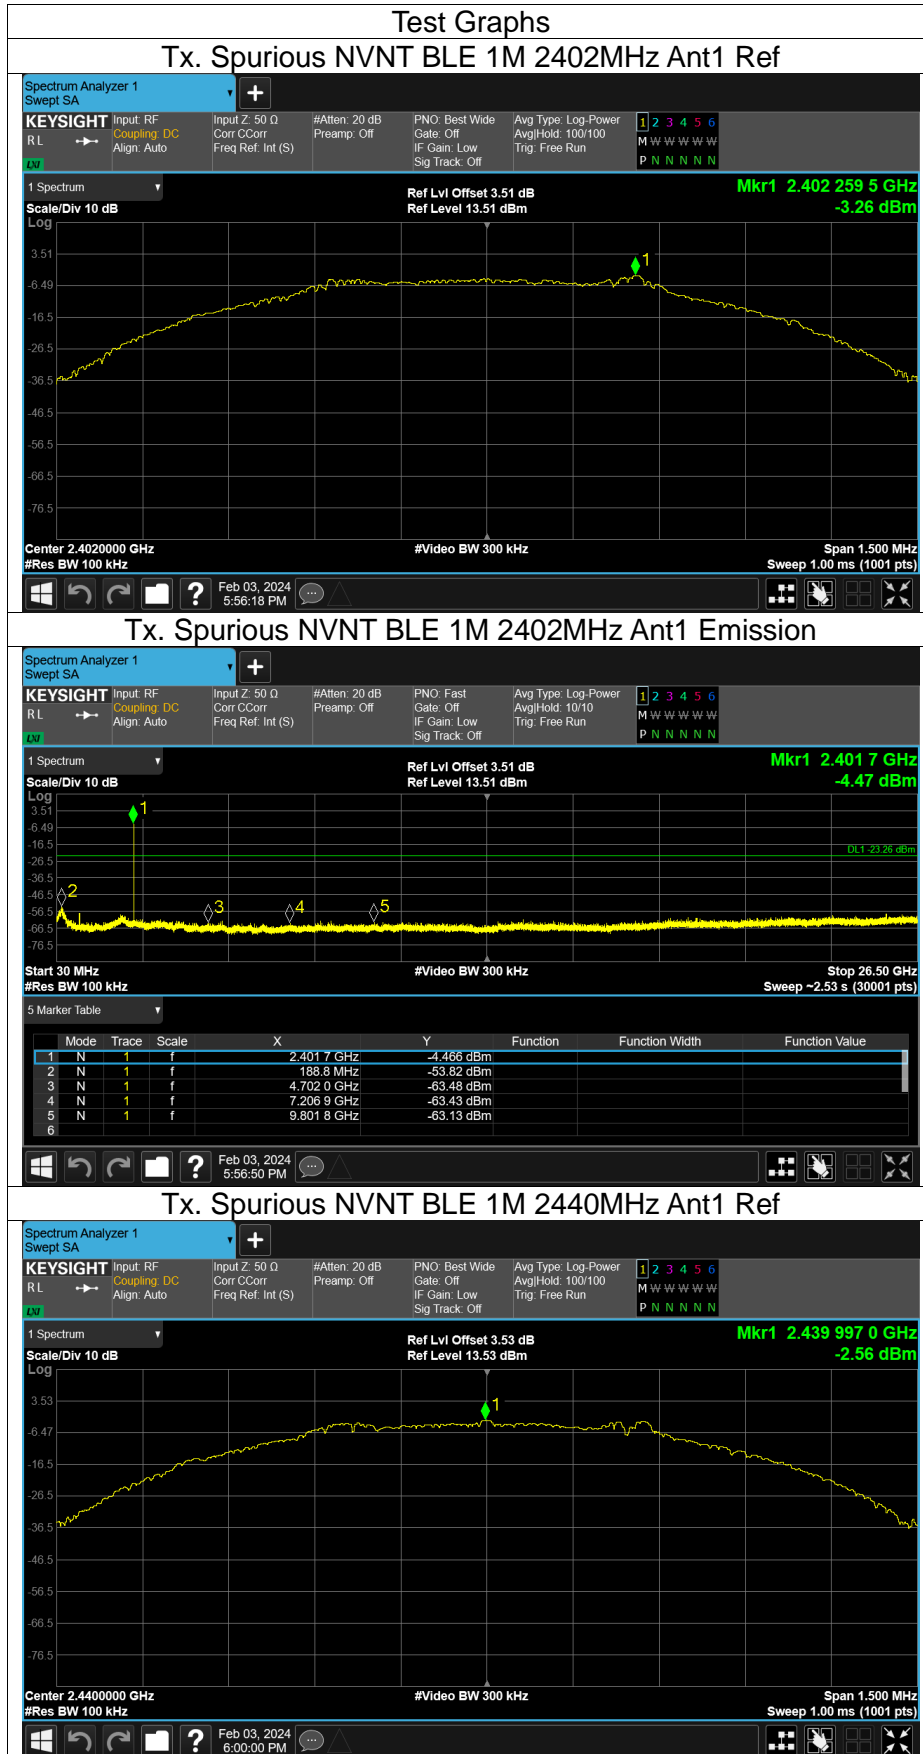 Test Graphs
Tx. Spurious NVNT BLE 1M 2402MHz Ant1 Ref
Spectrum Analyzer 1
Swept SA
+
KEYSIGHT Input: RF Input Z: 50 Ω #Atten: 20 dB PNO: Best Wide Avg Type: Log-Power 1 2 3 4 5 6
RL Coupling: DC Corr CCorr Preamp: Off Gate: Off Avg|Hold: 100/100 M W W W W W
Align: Auto Freq Ref: Int (S) IF Gain: Low Trig: Free Run
LXI Sig Track: Off P N N N N N
1 Spectrum Ref Lvl Offset 3.51 dB Mkr1 2.402 259 5 GHz
Scale/Div 10 dB Ref Level 13.51 dBm -3.26 dBm
Log
3.51
1
-6.49
-16.5
-26.5
-36.5
-46.5
-56.5
-66.5
-76.5
Center 2.4020000 GHz #Video BW 300 kHz Span 1.500 MHz
#Res BW 100 kHz Sweep 1.00 ms (1001 pts)
? Feb 03, 2024
5:56:18 PM
Tx. Spurious NVNT BLE 1M 2402MHz Ant1 Emission
Spectrum Analyzer 1
Swept SA
+
KEYSIGHT Input: RF Input Z: 50 Ω #Atten: 20 dB PNO: Fast Avg Type: Log-Power 1 2 3 4 5 6
RL Coupling: DC Corr CCorr Preamp: Off Gate: Off Avg|Hold: 10/10 M W W W W W
Align: Auto Freq Ref: Int (S) IF Gain: Low Trig: Free Run
LXI Sig Track: Off P N N N N N
1 Spectrum Ref Lvl Offset 3.51 dB Mkr1 2.401 7 GHz
Scale/Div 10 dB Ref Level 13.51 dBm -4.47 dBm
Log
3.51 1
-6.49
-16.5
DL1 -23.26 dBm
-26.5
-36.5
-46.5 2
-56.5 3 4 5
-66.5
-76.5
Start 30 MHz #Video BW 300 kHz Stop 26.50 GHz
#Res BW 100 kHz Sweep ~2.53 s (30001 pts)
5 Marker Table
Mode Trace Scale X Y Function Function Width Function Value
1 N 1 f 2.401 7 GHz -4.466 dBm
2 N 1 f 188.8 MHz -53.82 dBm
3 N 1 f 4.702 0 GHz -63.48 dBm
4 N 1 f 7.206 9 GHz -63.43 dBm
5 N 1 f 9.801 8 GHz -63.13 dBm
6
? Feb 03, 2024
5:56:50 PM
Tx. Spurious NVNT BLE 1M 2440MHz Ant1 Ref
Spectrum Analyzer 1
Swept SA
+
KEYSIGHT Input: RF Input Z: 50 Ω #Atten: 20 dB PNO: Best Wide Avg Type: Log-Power 1 2 3 4 5 6
RL Coupling: DC Corr CCorr Preamp: Off Gate: Off Avg|Hold: 100/100 M W W W W W
Align: Auto Freq Ref: Int (S) IF Gain: Low Trig: Free Run
LXI Sig Track: Off P N N N N N
1 Spectrum Ref Lvl Offset 3.53 dB Mkr1 2.439 997 0 GHz
Scale/Div 10 dB Ref Level 13.53 dBm -2.56 dBm
Log
3.53
1
-6.47
-16.5
-26.5
-36.5
-46.5
-56.5
-66.5
-76.5
Center 2.4400000 GHz #Video BW 300 kHz Span 1.500 MHz
#Res BW 100 kHz Sweep 1.00 ms (1001 pts)
? Feb 03, 2024
6:00:00 PM